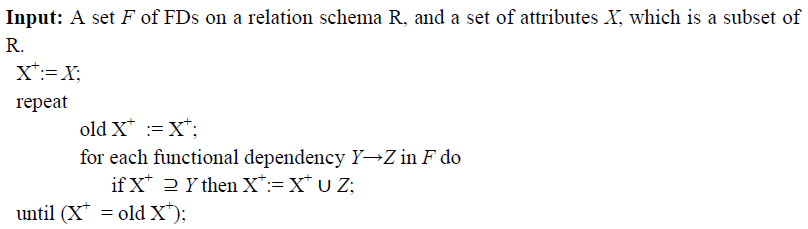 Input: A set F of FDs on a relation schema R, and a set of attributes X, which is a subset of
R.
X⁺:= X;
repeat
old X⁺ := X⁺;
for each functional dependency Y→Z in F do
if X⁺ ⊇ Y then X⁺:= X⁺ ∪ Z;
until (X⁺ = old X⁺);